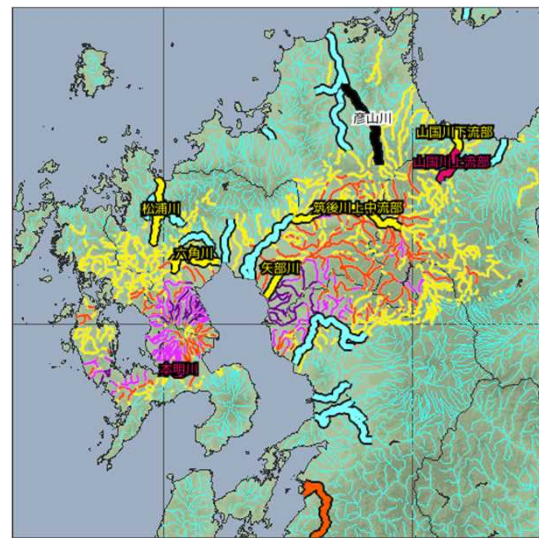 彦山川
山国川下流部
山国川上流部
松浦川
筑後川上中流部
六角川
矢部川
本明川